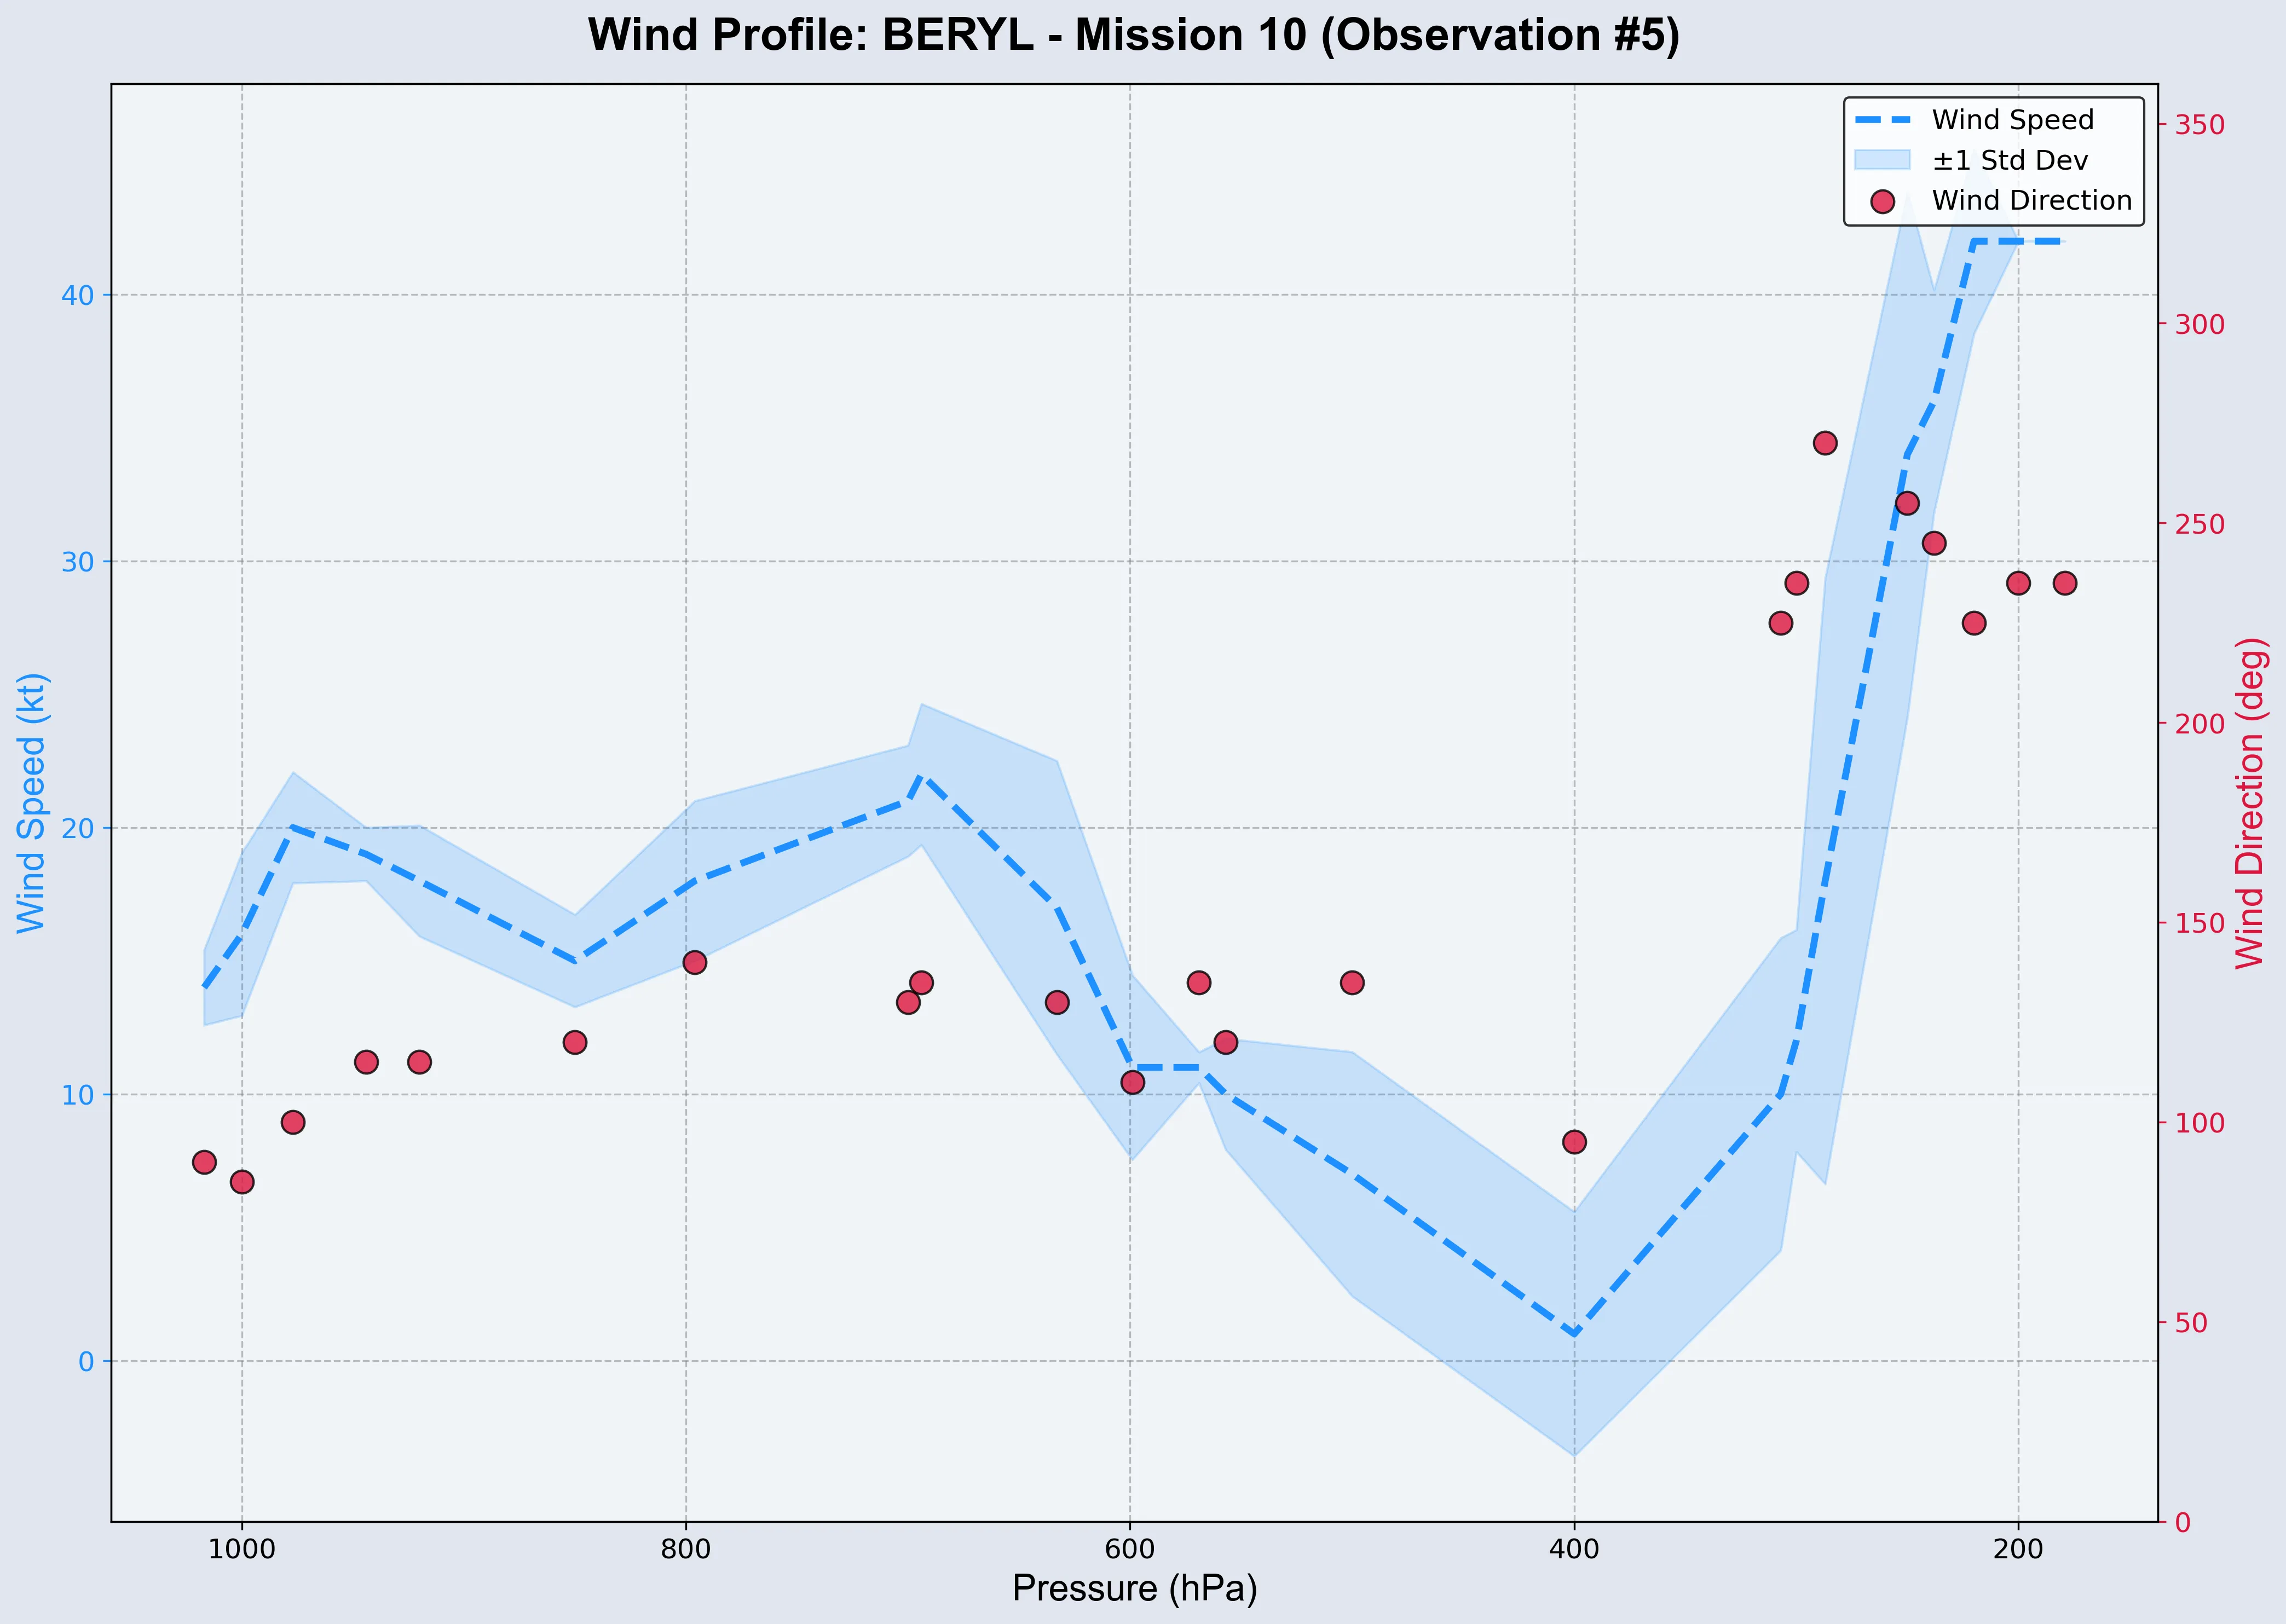 Wind Profile: BERYL - Mission 10 (Observation #5)
Wind Speed
±1 Std Dev
Wind Direction
Wind Speed (kt)
40
30
20
10
0
350
300
250
200
150
100
50
0
Wind Direction (deg)
1000 800 600 400 200
Pressure (hPa)